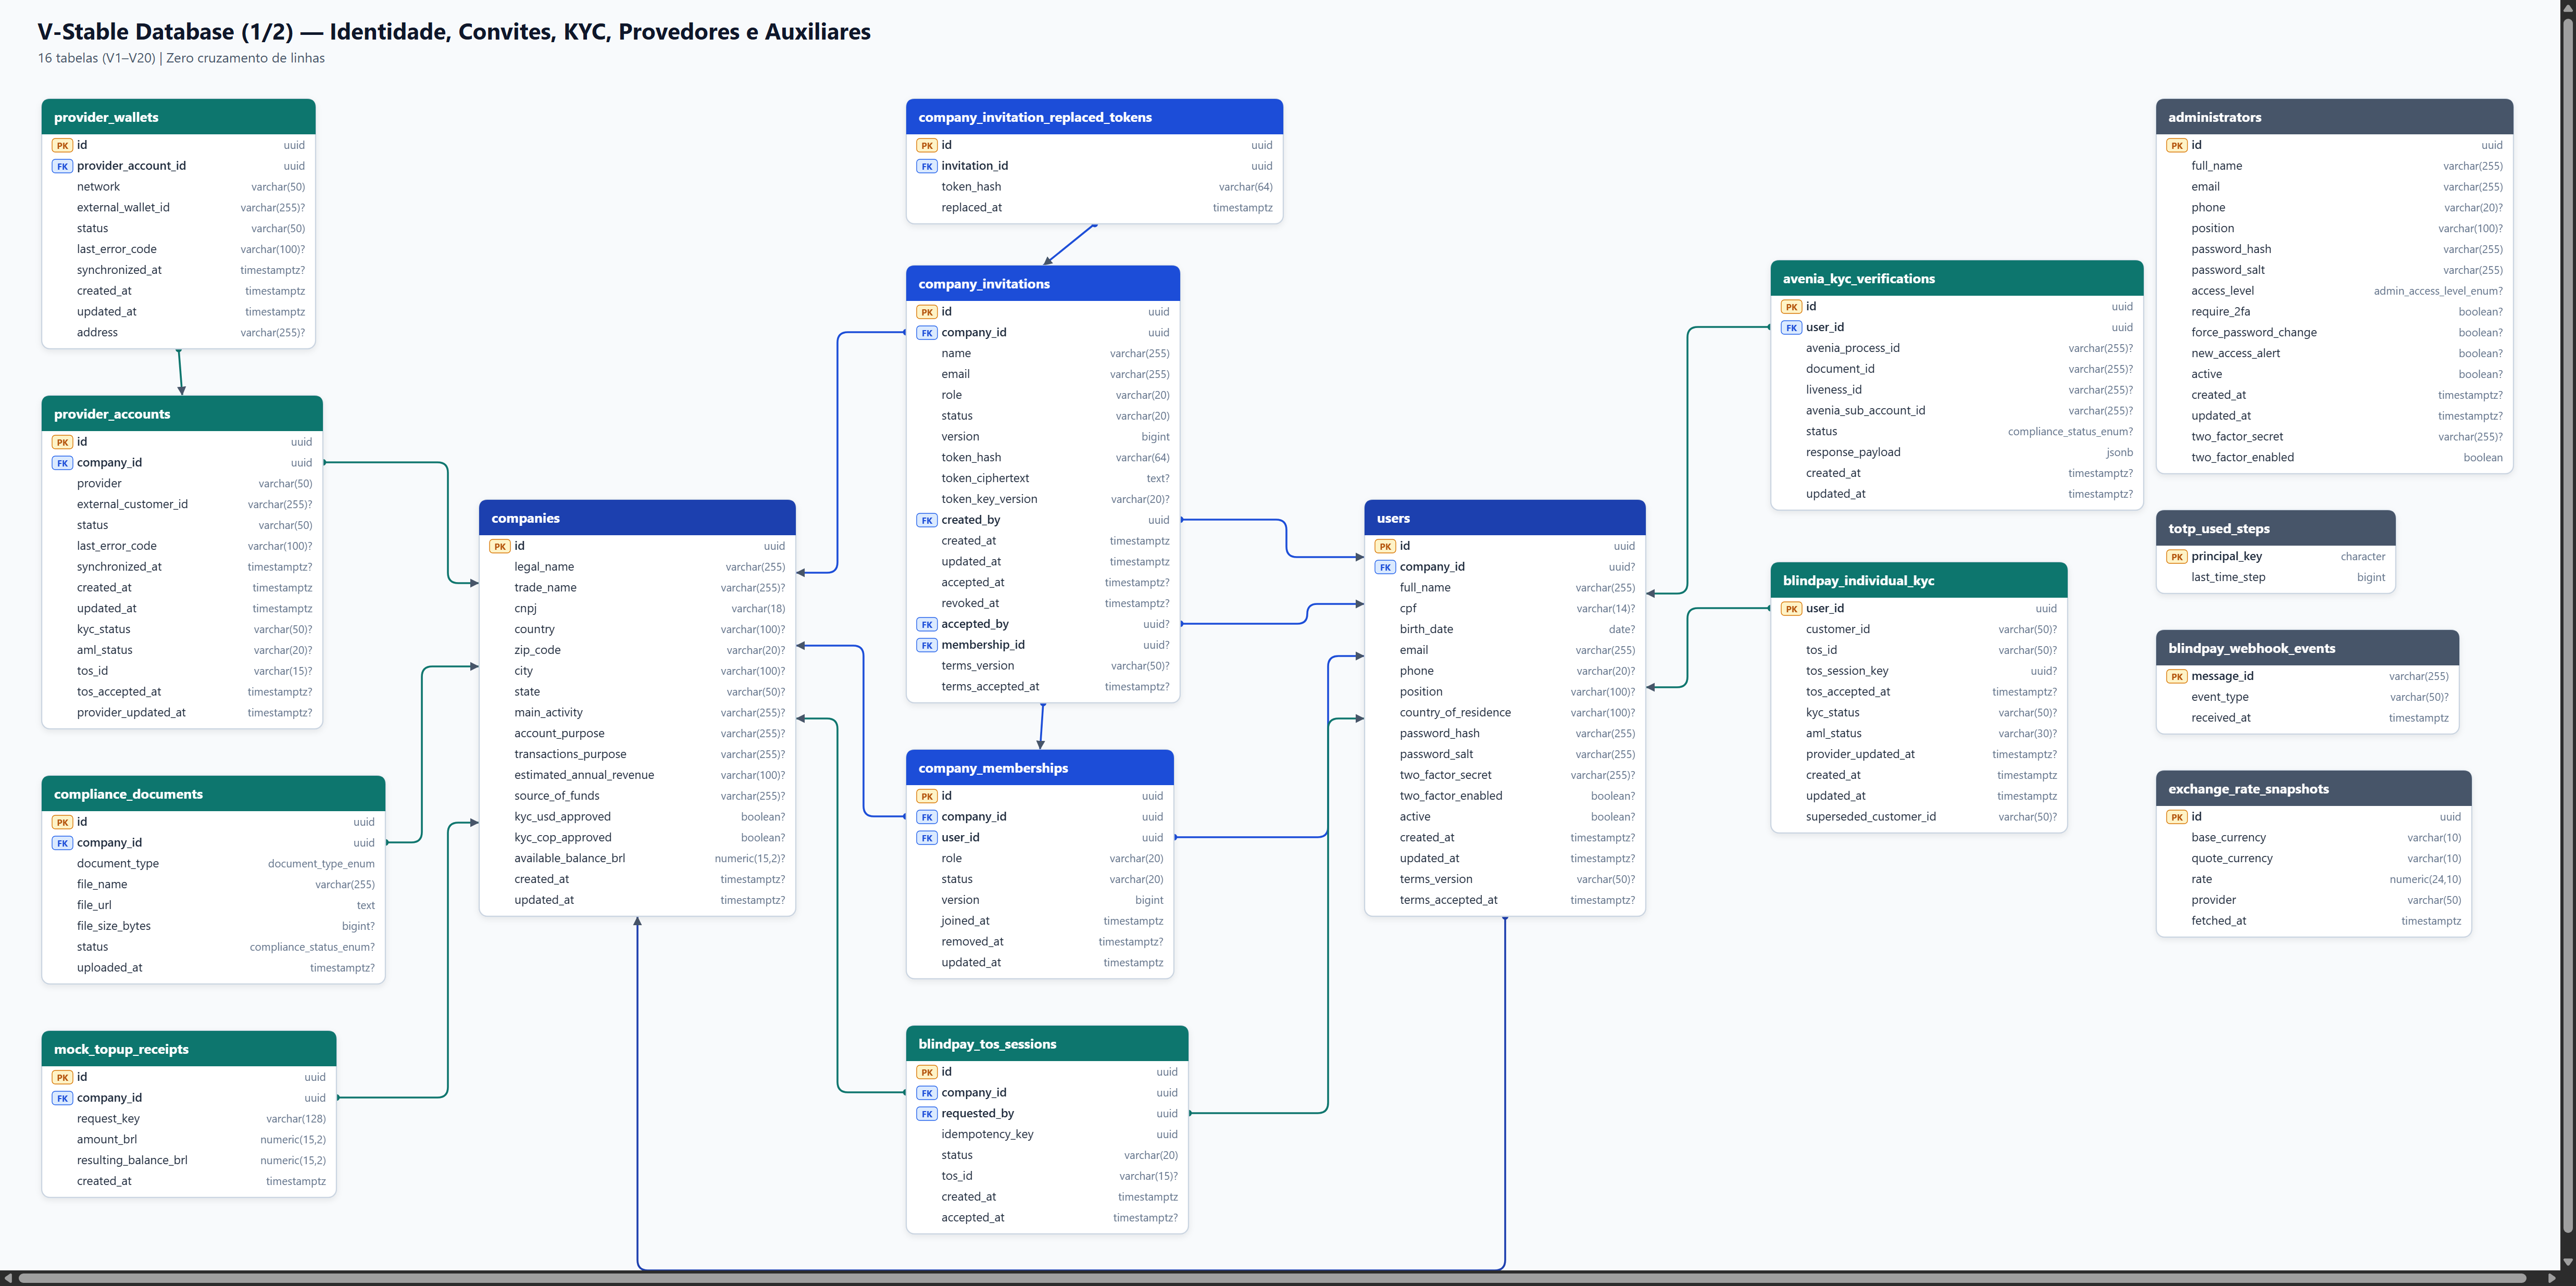 V-Stable Database (1/2) — Identidade, Convites, KYC, Provedores e Auxiliares
16 tabelas (V1–V20) | Zero cruzamento de linhas
provider_wallets
PK id uuid
FK provider_account_id uuid
network varchar(50)
external_wallet_id varchar(255)?
status varchar(50)
last_error_code varchar(100)?
synchronized_at timestamptz?
created_at timestamptz
updated_at timestamptz
address varchar(255)?
provider_accounts
PK id uuid
FK company_id uuid
provider varchar(50)
external_customer_id varchar(255)?
status varchar(50)
last_error_code varchar(100)?
synchronized_at timestamptz?
created_at timestamptz
updated_at timestamptz
kyc_status varchar(50)?
aml_status varchar(20)?
tos_id varchar(15)?
tos_accepted_at timestamptz?
provider_updated_at timestamptz?
compliance_documents
PK id uuid
FK company_id uuid
document_type document_type_enum
file_name varchar(255)
file_url text
file_size_bytes bigint?
status compliance_status_enum?
uploaded_at timestamptz?
mock_topup_receipts
PK id uuid
FK company_id uuid
request_key varchar(128)
amount_brl numeric(15,2)
resulting_balance_brl numeric(15,2)
created_at timestamptz
companies
PK id uuid
legal_name varchar(255)
trade_name varchar(255)?
cnpj varchar(18)
country varchar(100)?
zip_code varchar(20)?
city varchar(100)?
state varchar(50)?
main_activity varchar(255)?
account_purpose varchar(255)?
transactions_purpose varchar(255)?
estimated_annual_revenue varchar(100)?
source_of_funds varchar(255)?
kyc_usd_approved boolean?
kyc_cop_approved boolean?
available_balance_brl numeric(15,2)?
created_at timestamptz?
updated_at timestamptz?
company_invitation_replaced_tokens
PK id uuid
FK invitation_id uuid
token_hash varchar(64)
replaced_at timestamptz
company_invitations
PK id uuid
FK company_id uuid
name varchar(255)
email varchar(255)
role varchar(20)
status varchar(20)
version bigint
token_hash varchar(64)
token_ciphertext text?
token_key_version varchar(20)?
FK created_by uuid
created_at timestamptz
updated_at timestamptz
accepted_at timestamptz?
revoked_at timestamptz?
FK accepted_by uuid?
FK membership_id uuid?
terms_version varchar(50)?
terms_accepted_at timestamptz?
company_memberships
PK id uuid
FK company_id uuid
FK user_id uuid
role varchar(20)
status varchar(20)
version bigint
joined_at timestamptz
removed_at timestamptz?
updated_at timestamptz
blindpay_tos_sessions
PK id uuid
FK company_id uuid
FK requested_by uuid
idempotency_key uuid
status varchar(20)
tos_id varchar(15)?
created_at timestamptz
accepted_at timestamptz?
users
PK id uuid
FK company_id uuid?
full_name varchar(255)
cpf varchar(14)?
birth_date date?
email varchar(255)
phone varchar(20)?
position varchar(100)?
country_of_residence varchar(100)?
password_hash varchar(255)
password_salt varchar(255)
two_factor_secret varchar(255)?
two_factor_enabled boolean?
active boolean?
created_at timestamptz?
updated_at timestamptz?
terms_version varchar(50)?
terms_accepted_at timestamptz?
avenia_kyc_verifications
PK id uuid
FK user_id uuid
avenia_process_id varchar(255)?
document_id varchar(255)?
liveness_id varchar(255)?
avenia_sub_account_id varchar(255)?
status compliance_status_enum?
response_payload jsonb
created_at timestamptz?
updated_at timestamptz?
blindpay_individual_kyc
PK user_id uuid
customer_id varchar(50)?
tos_id varchar(50)?
tos_session_key uuid?
tos_accepted_at timestamptz?
kyc_status varchar(50)?
aml_status varchar(30)?
provider_updated_at timestamptz?
created_at timestamptz
updated_at timestamptz
superseded_customer_id varchar(50)?
administrators
PK id uuid
full_name varchar(255)
email varchar(255)
phone varchar(20)?
position varchar(100)?
password_hash varchar(255)
password_salt varchar(255)
access_level admin_access_level_enum?
require_2fa boolean?
force_password_change boolean?
new_access_alert boolean?
active boolean?
created_at timestamptz?
updated_at timestamptz?
two_factor_secret varchar(255)?
two_factor_enabled boolean
totp_used_steps
PK principal_key character
last_time_step bigint
blindpay_webhook_events
PK message_id varchar(255)
event_type varchar(50)?
received_at timestamptz
exchange_rate_snapshots
PK id uuid
base_currency varchar(10)
quote_currency varchar(10)
rate numeric(24,10)
provider varchar(50)
fetched_at timestamptz